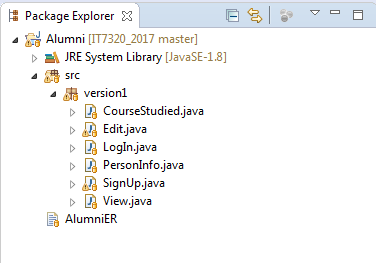 Package Explorer
Alumni [IT7320_2017 master]
JRE System Library [JavaSE-1.8]
src
version1
CourseStudied.java
Edit.java
LogIn.java
PersonInfo.java
SignUp.java
View.java
AlumniER